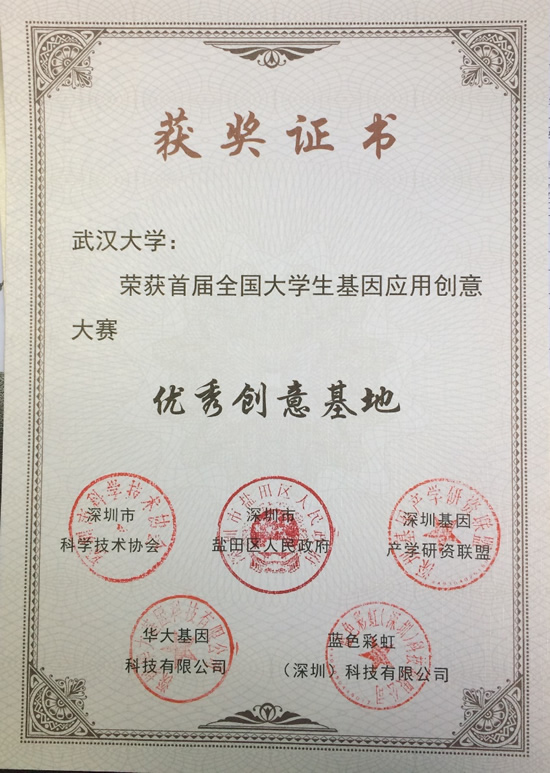 获奖证书
武汉大学：
荣获首届全国大学生基因应用创意
大赛
优秀创意基地
深圳市
科学技术协会
深圳市
盐田区人民政府
深圳基因
产学研资联盟
华大基因
科技有限公司
蓝色彩虹
（深圳）科技有限公司